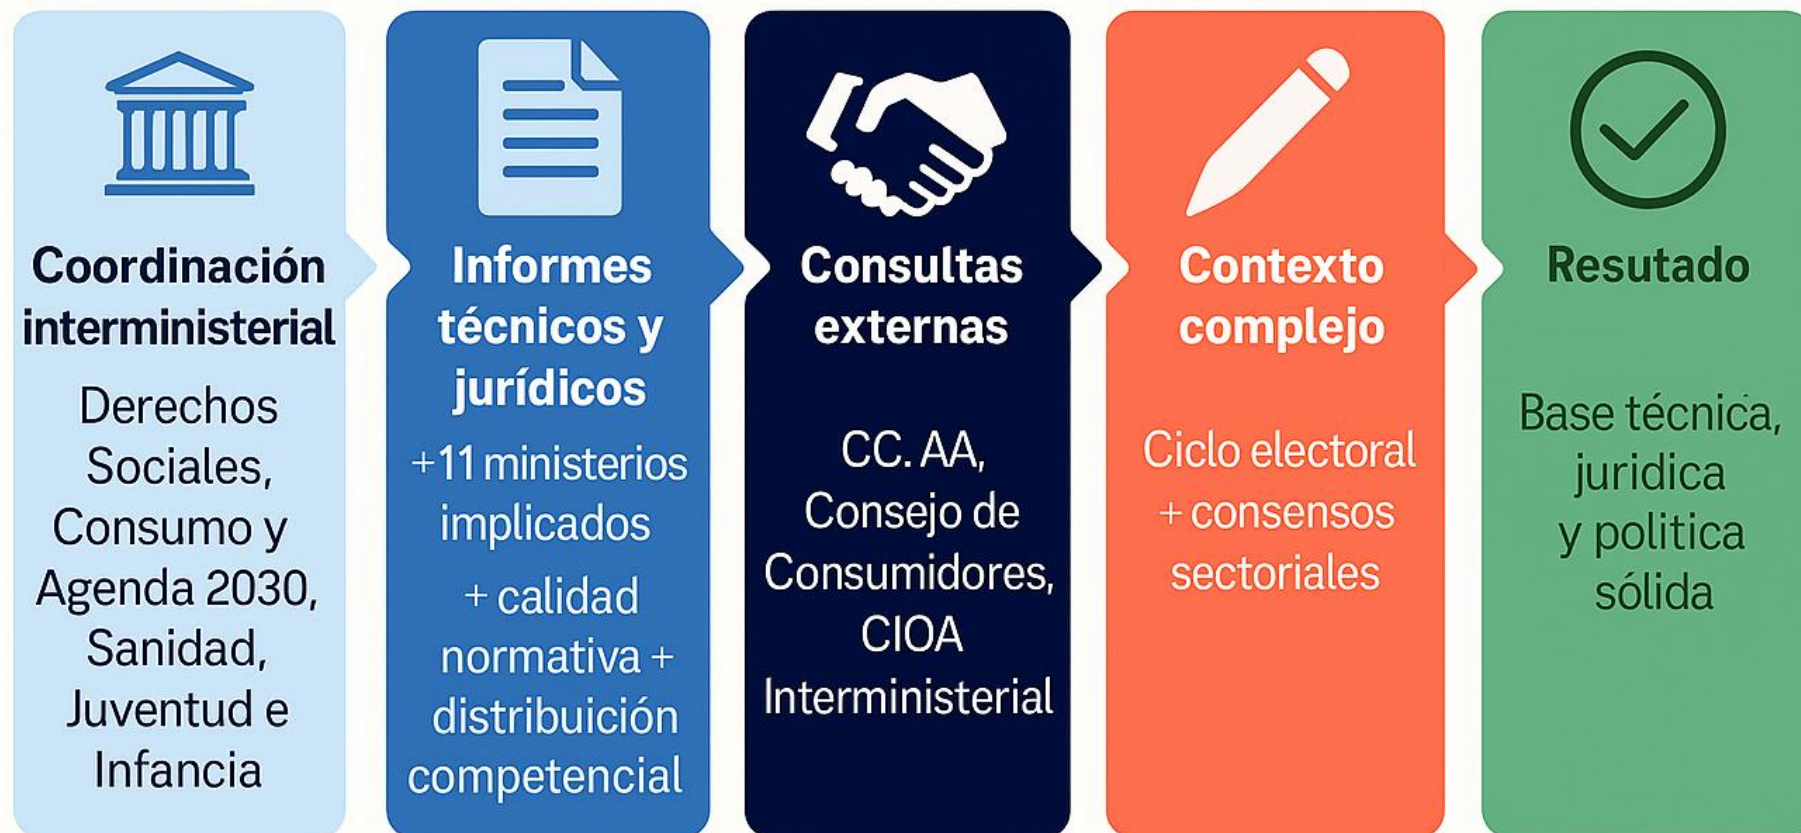 Coordinación
interministerial
Derechos
Sociales,
Consumo y
Agenda 2030,
Sanidad,
Juventud e
Infancia
Informes
técnicos y
jurídicos
+11 ministerios
implicados
+ calidad
normativa +
distribuición
competencial
Consultas
externas
CC. AA,
Consejo de
Consumidores,
CIOA
Interministerial
Contexto
complejo
Ciclo electoral
+ consensos
sectoriales
Resutado
Base técnica,
juridica
y politica
sólida